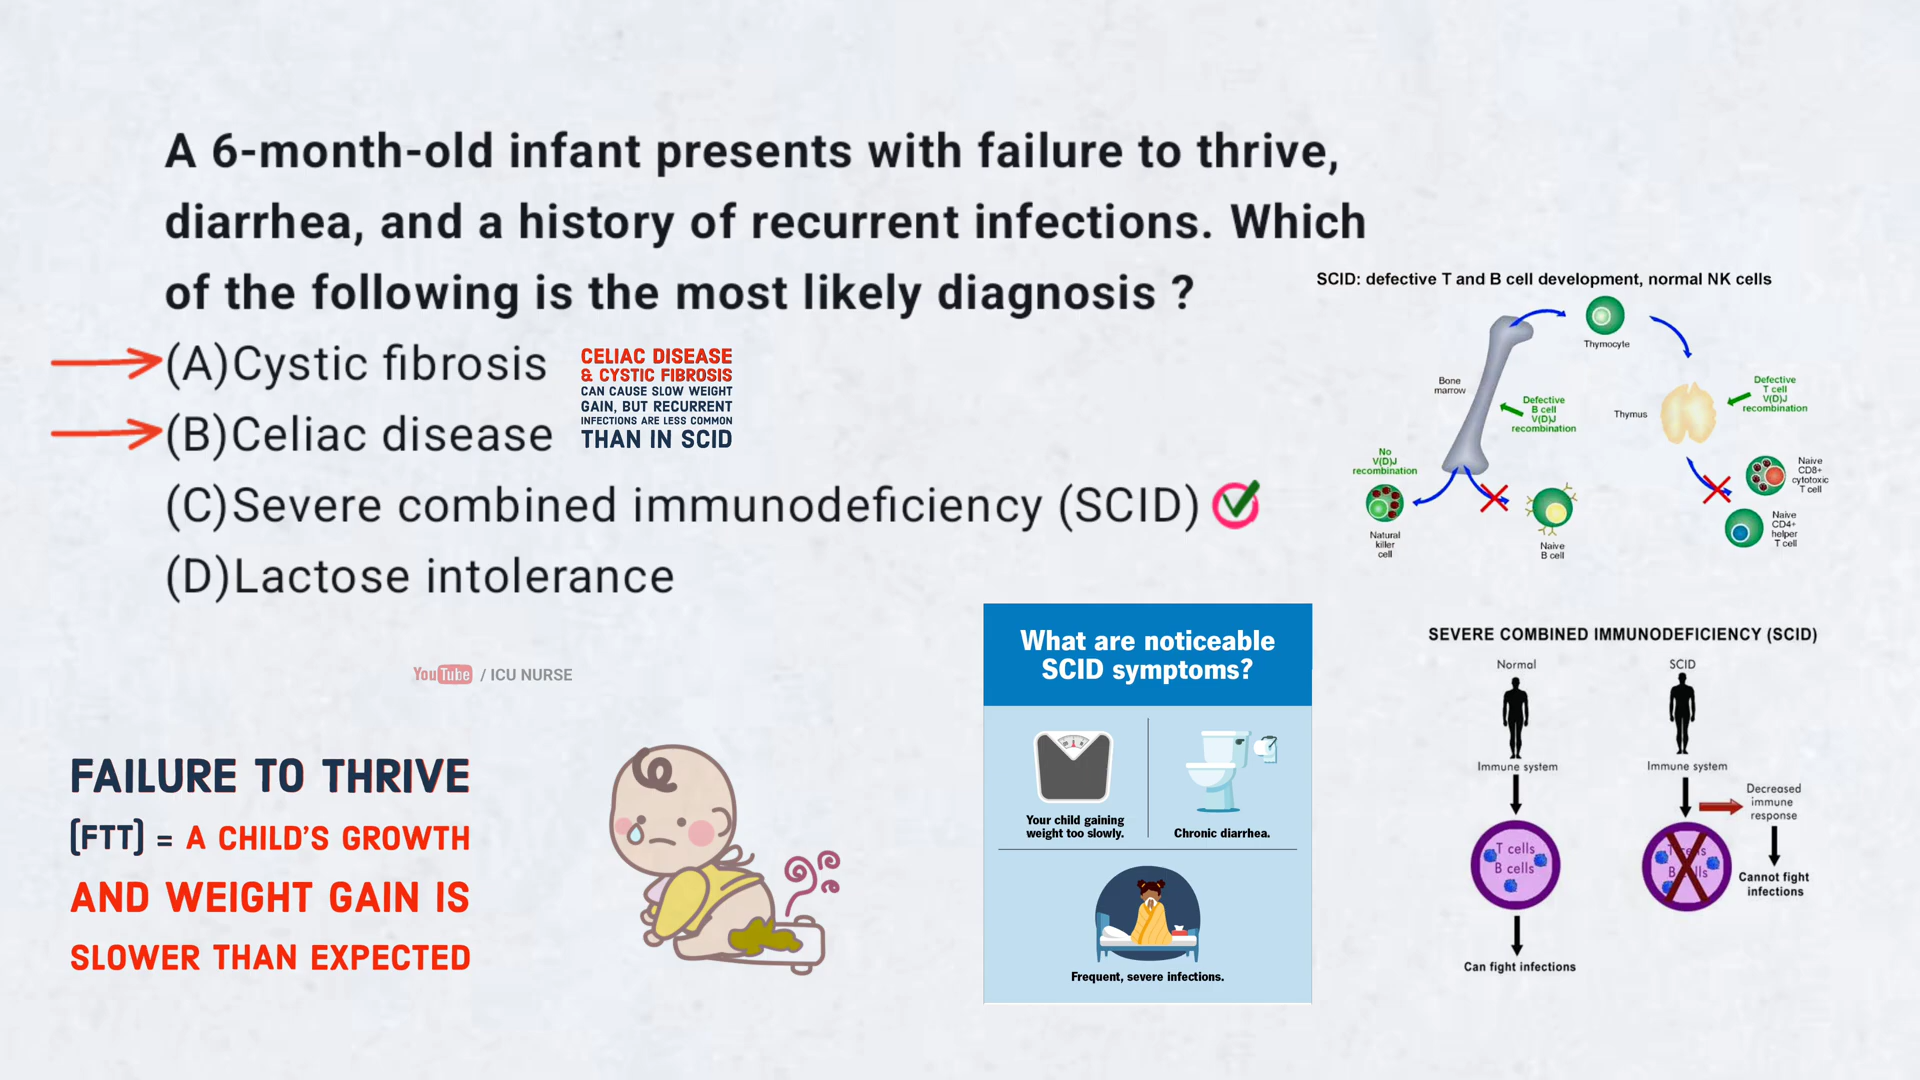 A 6-month-old infant presents with failure to thrive,
diarrhea, and a history of recurrent infections. Which
of the following is the most likely diagnosis ?
(A)Cystic fibrosis
(B)Celiac disease
(C)Severe combined immunodeficiency (SCID)
(D)Lactose intolerance
CELIAC DISEASE
& CYSTIC FIBROSIS
CAN CAUSE SLOW WEIGHT
GAIN, BUT RECURRENT
INFECTIONS ARE LESS COMMON
THAN IN SCID
SCID: defective T and B cell development, normal NK cells
Thymocyte
Bone
marrow
Defective
B cell
V(D)J
recombination
Thymus
Defective
T cell
V(D)J
recombination
No
V(D)J
recombination
Natural
killer
cell
Naive
B cell
Naive
CD8+
cytotoxic
T cell
Naive
CD4+
helper
T cell
YouTube / ICU NURSE
FAILURE TO THRIVE
(FTT) = A CHILD'S GROWTH
AND WEIGHT GAIN IS
SLOWER THAN EXPECTED
What are noticeable
SCID symptoms?
Your child gaining
weight too slowly.
Chronic diarrhea.
Frequent, severe infections.
SEVERE COMBINED IMMUNODEFICIENCY (SCID)
Normal
Immune system
T cells
B cells
Can fight infections
SCID
Immune system
Decreased
immune
response
T cells
B cells
Cannot fight
infections